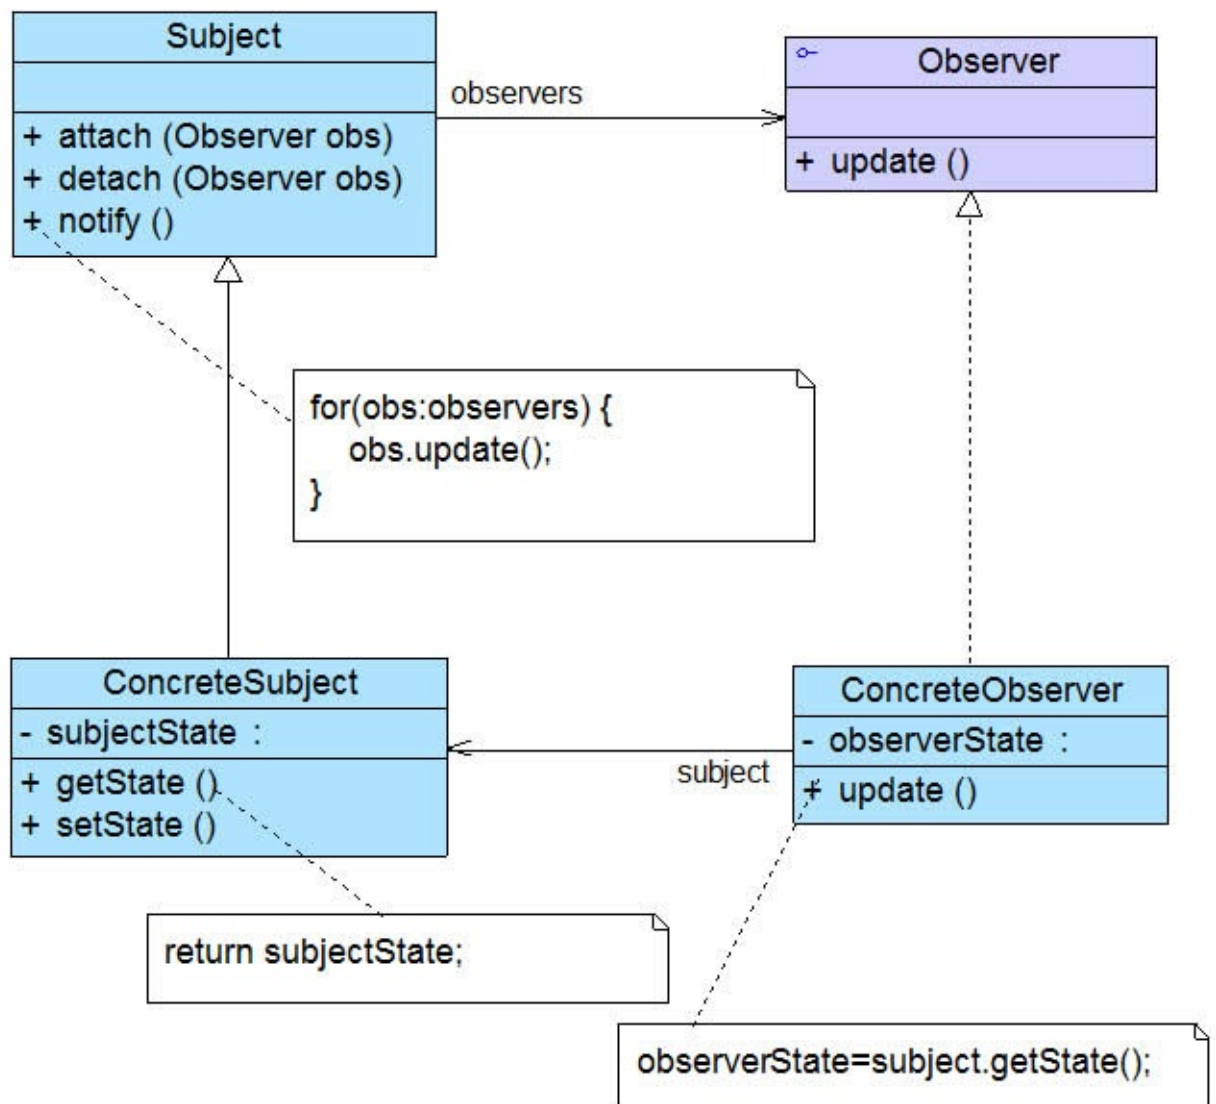 Subject
+ attach (Observer obs)
+ detach (Observer obs)
+ notify ()
observers
Observer
+ update ()
for(obs:observers) {
obs.update();
}
ConcreteSubject
- subjectState :
+ getState ()
+ setState ()
subject
ConcreteObserver
- observerState :
+ update ()
return subjectState;
observerState=subject.getState();